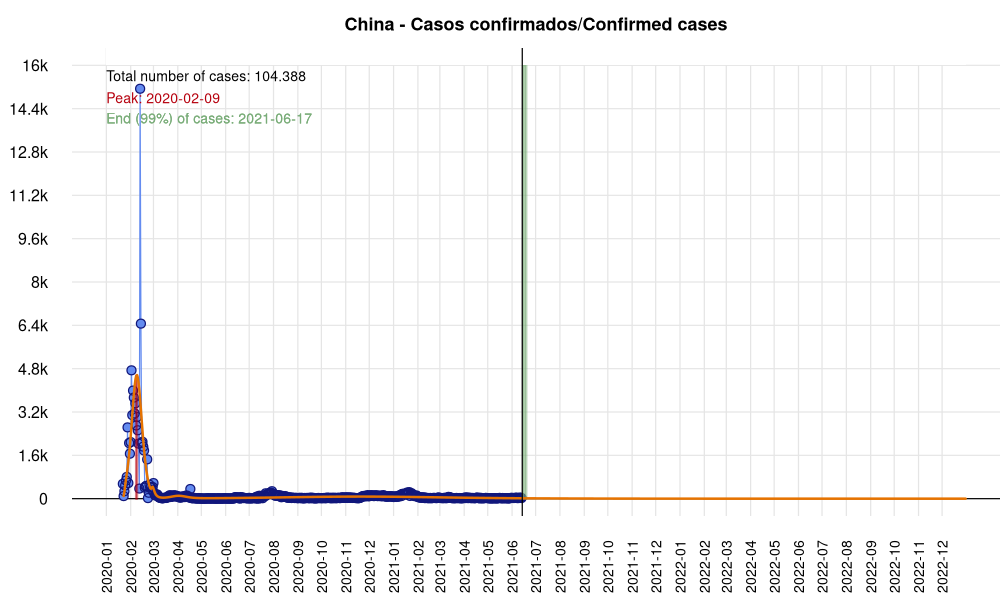 China - Casos confirmados/Confirmed cases
Total number of cases: 104.388
Peak: 2020-02-09
End (99%) of cases: 2021-06-17
16k
14.4k
12.8k
11.2k
9.6k
8k
6.4k
4.8k
3.2k
1.6k
0
2020-01
2020-02
2020-03
2020-04
2020-05
2020-06
2020-07
2020-08
2020-09
2020-10
2020-11
2020-12
2021-01
2021-02
2021-03
2021-04
2021-05
2021-06
2021-07
2021-08
2021-09
2021-10
2021-11
2021-12
2022-01
2022-02
2022-03
2022-04
2022-05
2022-06
2022-07
2022-08
2022-09
2022-10
2022-11
2022-12